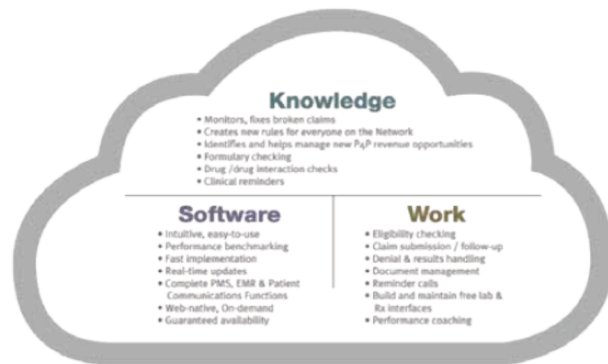 Knowledge
• Monitors, fixes broken claims
• Creates new rules for everyone on the Network
• Identifies and helps manage new P4P revenue opportunities
• Formulary checking
• Drug /drug interaction checks
• Clinical reminders
Software
• Intuitive, easy-to-use
• Performance benchmarking
• Fast implementation
• Real-time updates
• Complete PMS, EMR & Patient
Communications Functions
• Web-native, On-demand
• Guaranteed availability
Work
• Eligibility checking
• Claim submission / follow-up
• Denial & results handling
• Document management
• Reminder calls
• Build and maintain free lab &
Rx interfaces
• Performance coaching